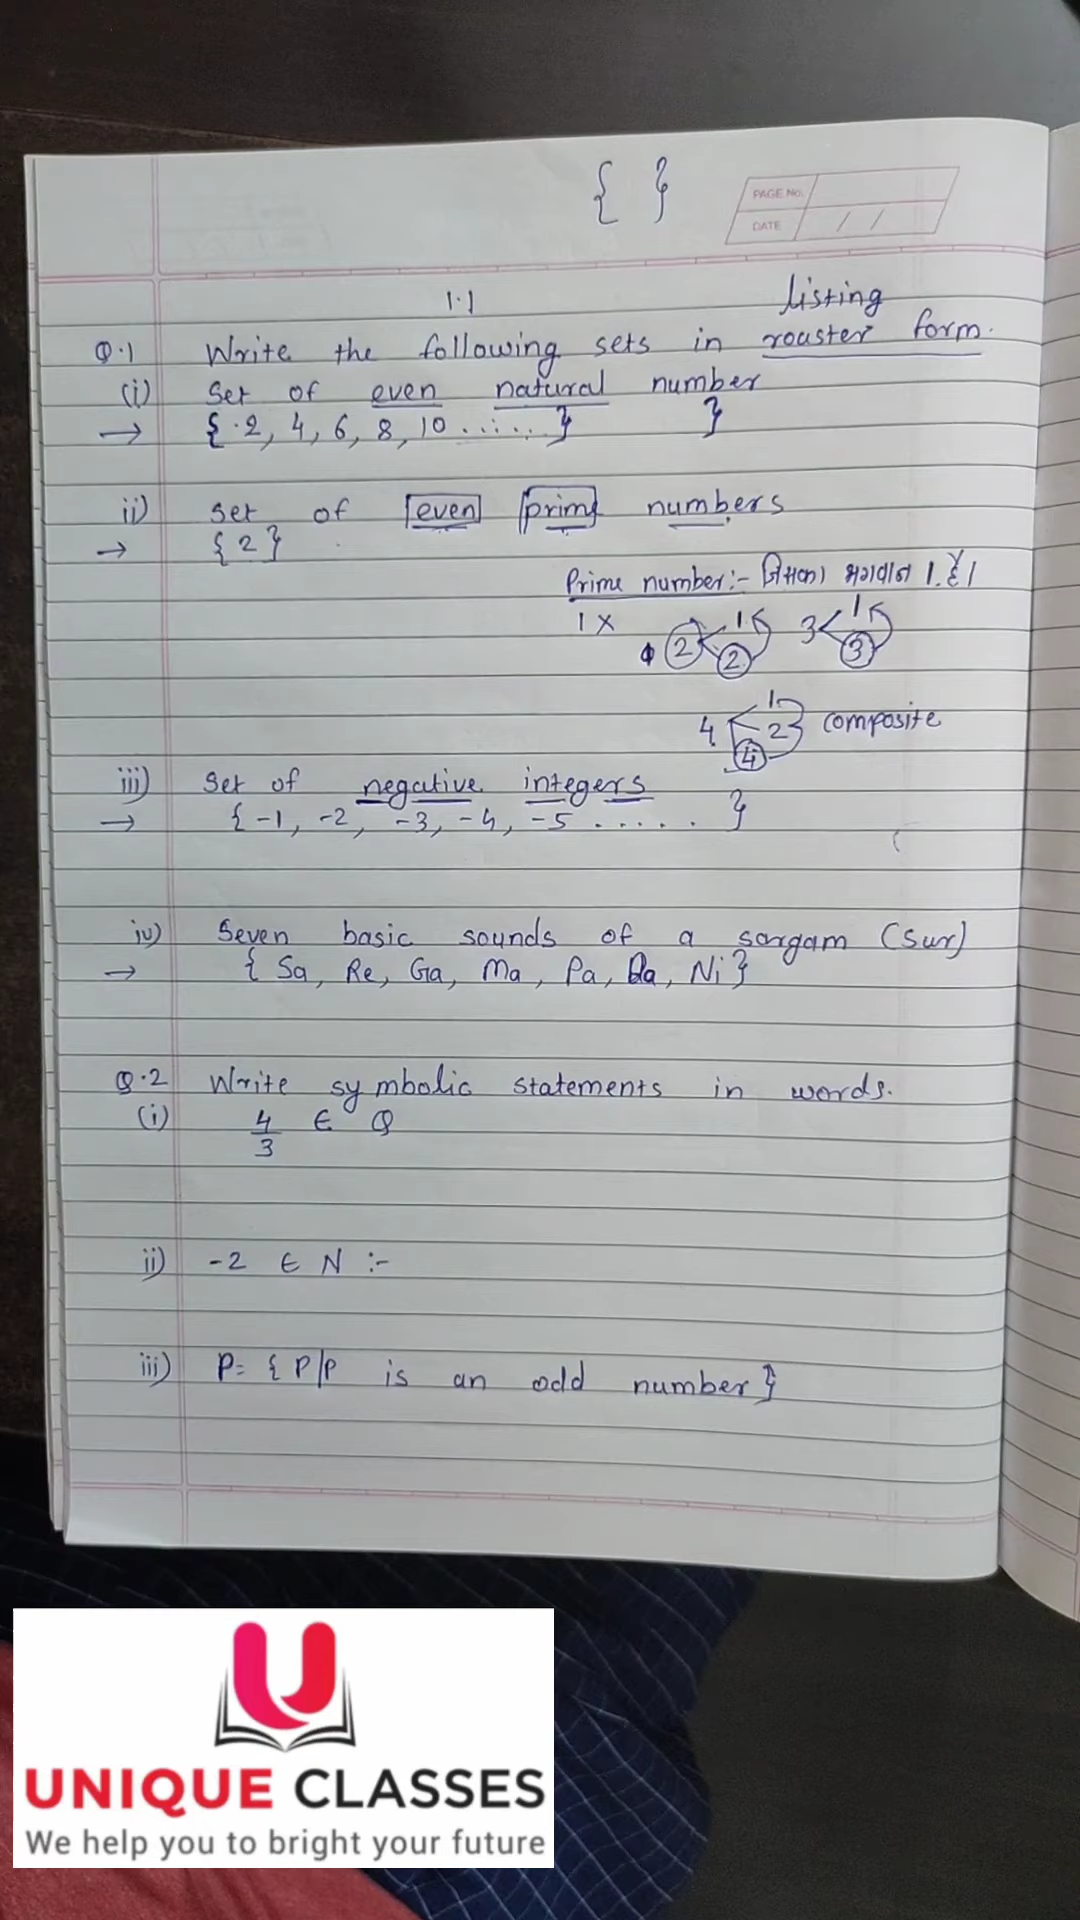 { }
PAGE No.
DATE / /
1.1
listing
Q.1 Write the following sets in rouster form.
(i) Set of even natural number
→ {.2, 4, 6, 8, 10 ...... } }
ii) Set of even prime numbers
→ {2}
Prime number:- जिसका भगवान 1 है।
1 X
2 1 2 3 1 3
4 1 2 4 composite
iii) Set of negative integers
→ {-1, -2, -3, -4, -5 ..... }
iv) Seven basic sounds of a sargam (Sur)
→ { Sa, Re, Ga, Ma, Pa, Da, Ni}
Q.2 Write symbolic statements in words.
(i) 4/3 ∈ Q
ii) -2 ∈ N :-
iii) P= { P/P is an odd number}
UNIQUE CLASSES
We help you to bright your future